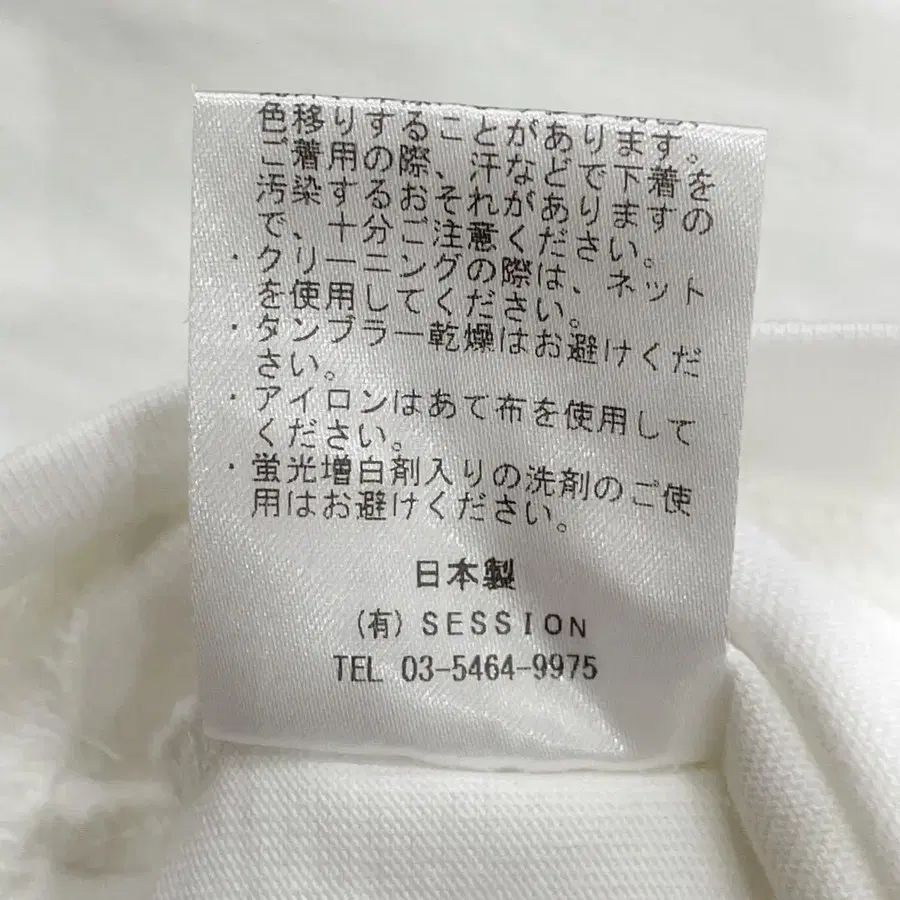 色移りすることがあります。
ご着用の際、汗などで下着を
汚染するおそれがありますの
で、十分ご注意ください。
・クリーニングの際は、ネット
を使用してください。
・タンブラー乾燥はお避けくだ
さい。
・アイロンはあて布を使用して
ください。
・蛍光増白剤入りの洗剤のご使
用はお避けください。
日本製
(有) SESSION
TEL 03-5464-9975